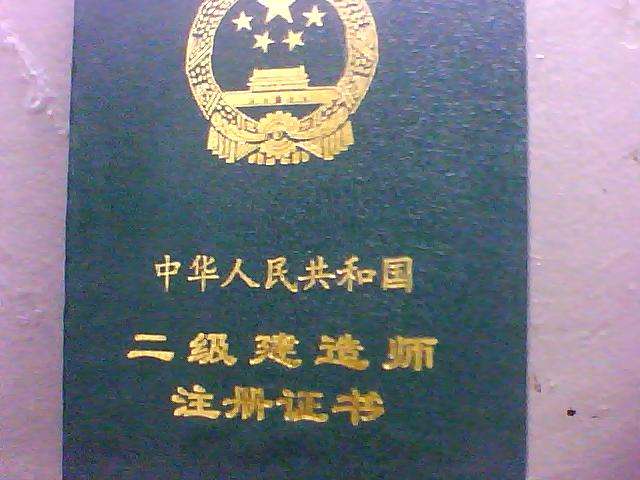 中华人民共和国
二级建造师
注册证书